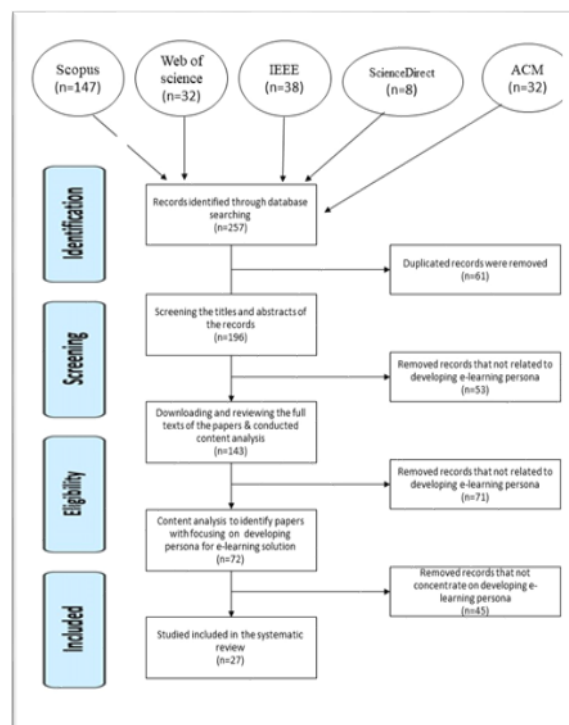 Scopus
(n=147)
Web of
science
(n=32)
IEEE
(n=38)
ScienceDirect
(n=8)
ACM
(n=32)
Identification
Records identified through database
searching
(n=257)
Duplicated records were removed
(n=61)
Screening
Screening the titles and abstracts of
the records
(n=196)
Removed records that not related to
developing e-learning persona
(n=53)
Downloading and reviewing the full
texts of the papers & conducted
content analysis
(n=143)
Eligibility
Removed records that not related to
developing e-learning persona
(n=71)
Content analysis to identify papers
with focusing on developing
persona for e-learning solution
(n=72)
Included
Removed records that not
concentrate on developing e-
learning persona
(n=45)
Studied included in the systematic
review
(n=27)